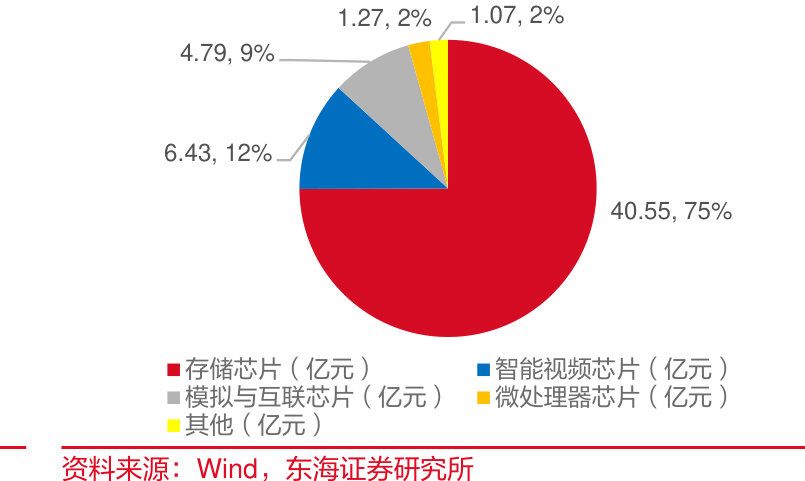 1.27, 2%
1.07, 2%
4.79, 9%
6.43, 12%
40.55, 75%
存储芯片（亿元）
智能视频芯片（亿元）
模拟与互联芯片（亿元）
微处理器芯片（亿元）
其他（亿元）
资料来源：Wind，东海证券研究所